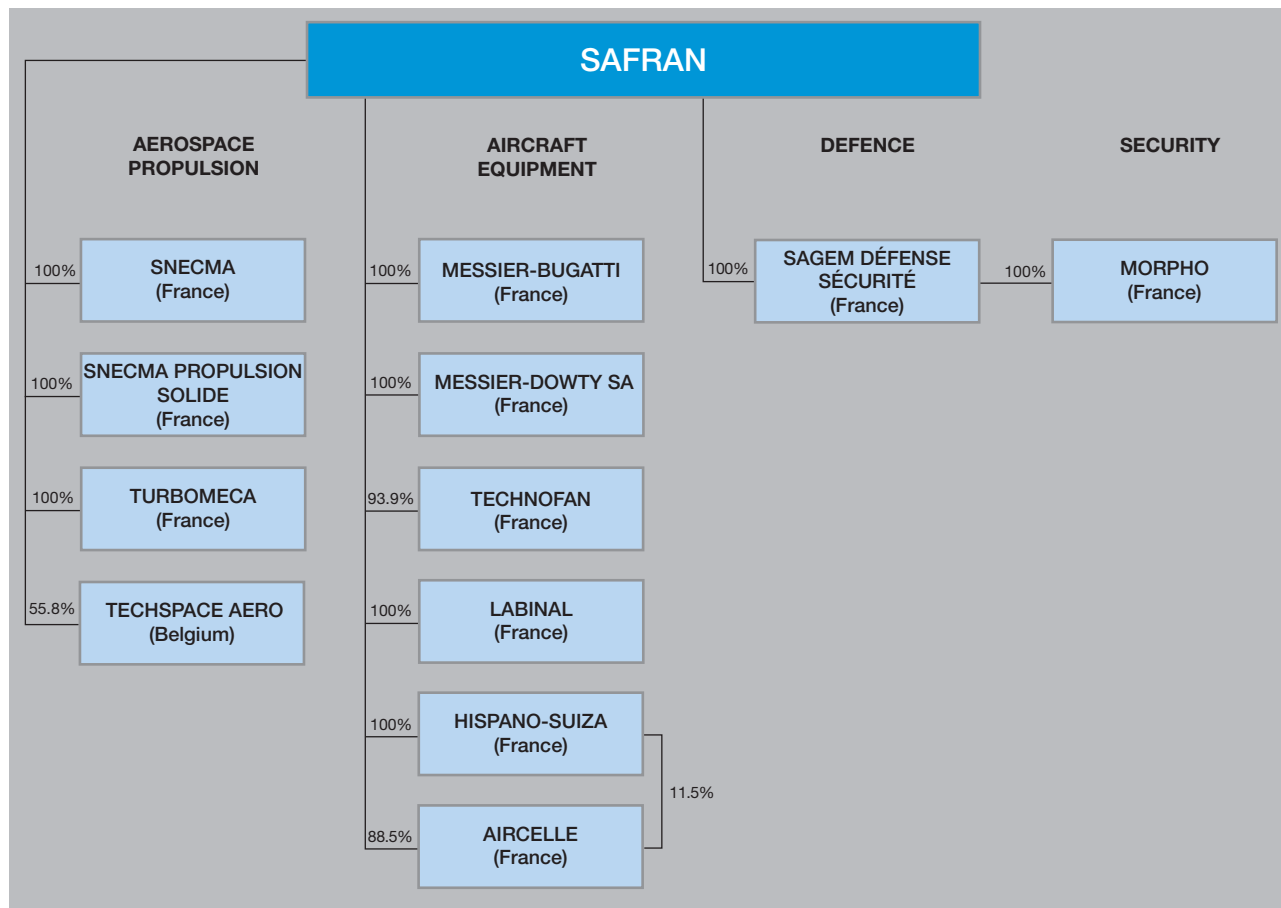 SAFRAN
AEROSPACE
PROPULSION
AIRCRAFT
EQUIPMENT
DEFENCE
SECURITY
100%
SNECMA
(France)
100%
MESSIER-BUGATTI
(France)
100%
SAGEM DÉFENSE
SÉCURITÉ
(France)
100%
MORPHO
(France)
100%
SNECMA PROPULSION
SOLIDE
(France)
100%
MESSIER-DOWTY SA
(France)
100%
TURBOMECA
(France)
93.9%
TECHNOFAN
(France)
55.8%
TECHSPACE AERO
(Belgium)
100%
LABINAL
(France)
100%
HISPANO-SUIZA
(France)
11.5%
88.5%
AIRCELLE
(France)